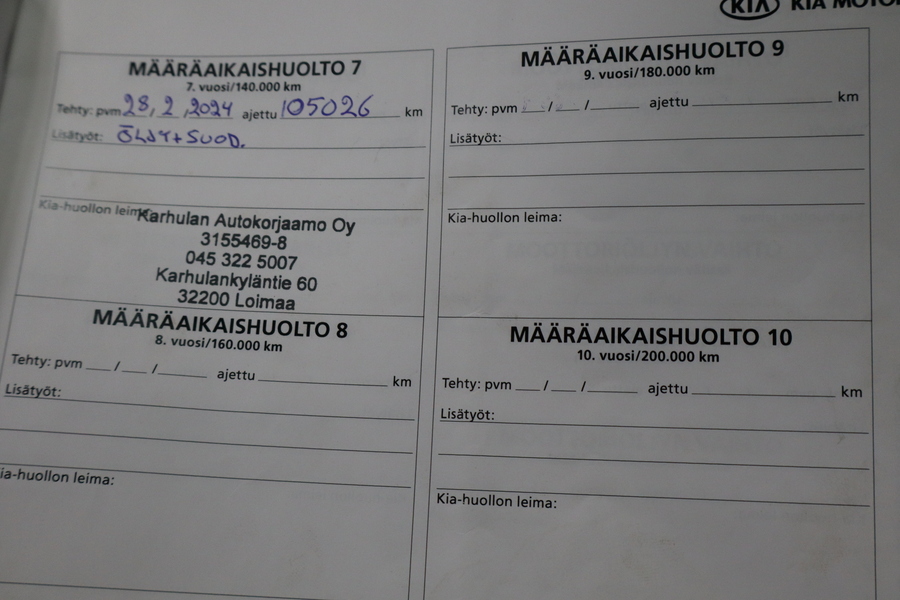 KIA KIA MOTO
MÄÄRÄAIKAISHUOLTO 7
7. vuosi/140.000 km
Tehty: pvm 28, 2, 2024 ajettu 105026 km
Lisätyöt: ÖLJY + SUOD.
Kia-huollon leima:
Karhulan Autokorjaamo Oy
3155469-8
045 322 5007
Karhulankyläntie 60
32200 Loimaa
MÄÄRÄAIKAISHUOLTO 8
8. vuosi/160.000 km
Tehty: pvm / / ajettu km
Lisätyöt:
ia-huollon leima:
MÄÄRÄAIKAISHUOLTO 9
9. vuosi/180.000 km
Tehty: pvm / / ajettu km
Lisätyöt:
Kia-huollon leima:
MÄÄRÄAIKAISHUOLTO 10
10. vuosi/200.000 km
Tehty: pvm / / ajettu km
Lisätyöt:
Kia-huollon leima: